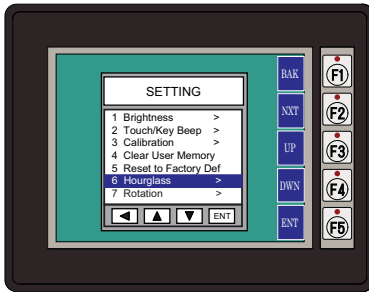 SETTING
1 Brightness >
2 Touch/Key Beep >
3 Calibration >
4 Clear User Memory
5 Reset to Factory Def
6 Hourglass >
7 Rotation >
ENT
BAK
NXT
UP
DWN
ENT
F1
F2
F3
F4
F5